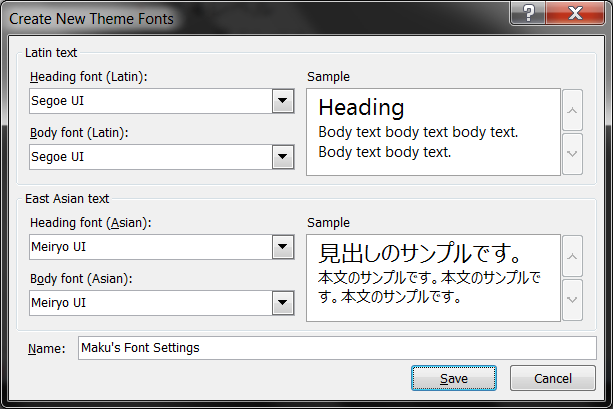 Create New Theme Fonts
Latin text
Heading font (Latin):
Segoe UI
Body font (Latin):
Segoe UI
Sample
Heading
Body text body text body text.
Body text body text.
East Asian text
Heading font (Asian):
Meiryo UI
Body font (Asian):
Meiryo UI
Sample
見出しのサンプルです。
本文のサンプルです。本文のサンプルで
す。本文のサンプルです。
Name: Maku's Font Settings
Save Cancel